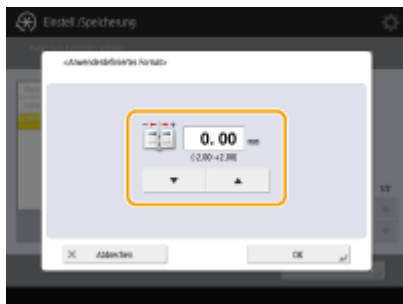 Einstell./Speicherung
<Anwenderdefiniertes Format>
0.00 mm
(-2,00-+2,00)
1/2
Abbrechen
OK